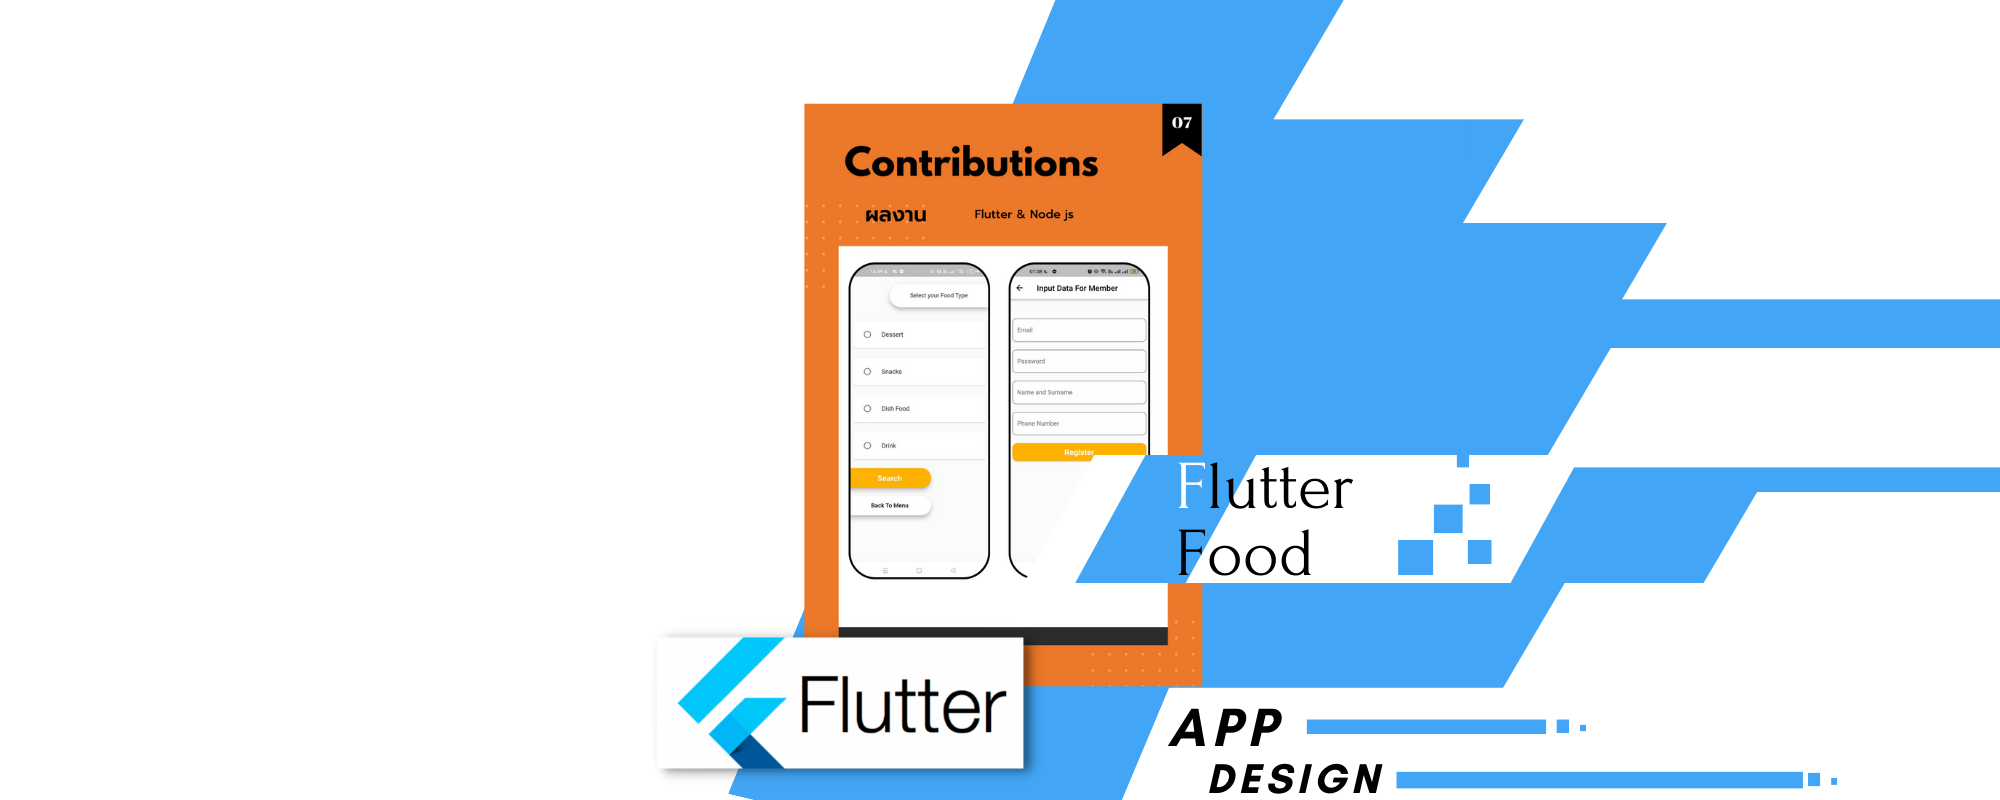 07
Contributions
ผลงาน Flutter & Node js
Select your Food Type
Dessert
Snacks
Dish Food
Drink
Search
Back To Menu
Input Data For Member
Email
Password
Name and Surname
Phone Number
Register
Flutter
Food
Flutter
APP
DESIGN